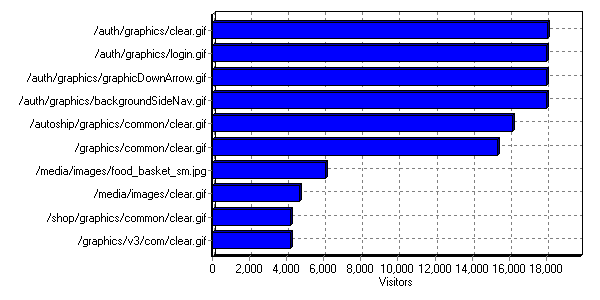 /auth/graphics/clear.gif
/auth/graphics/login.gif
/auth/graphics/graphicDownArrow.gif
/auth/graphics/backgroundSideNav.gif
/autoship/graphics/common/clear.gif
/graphics/common/clear.gif
/media/images/food_basket_sm.jpg
/media/images/clear.gif
/shop/graphics/common/clear.gif
/graphics/v3/com/clear.gif
0 2,000 4,000 6,000 8,000 10,000 12,000 14,000 16,000 18,000
Visitors